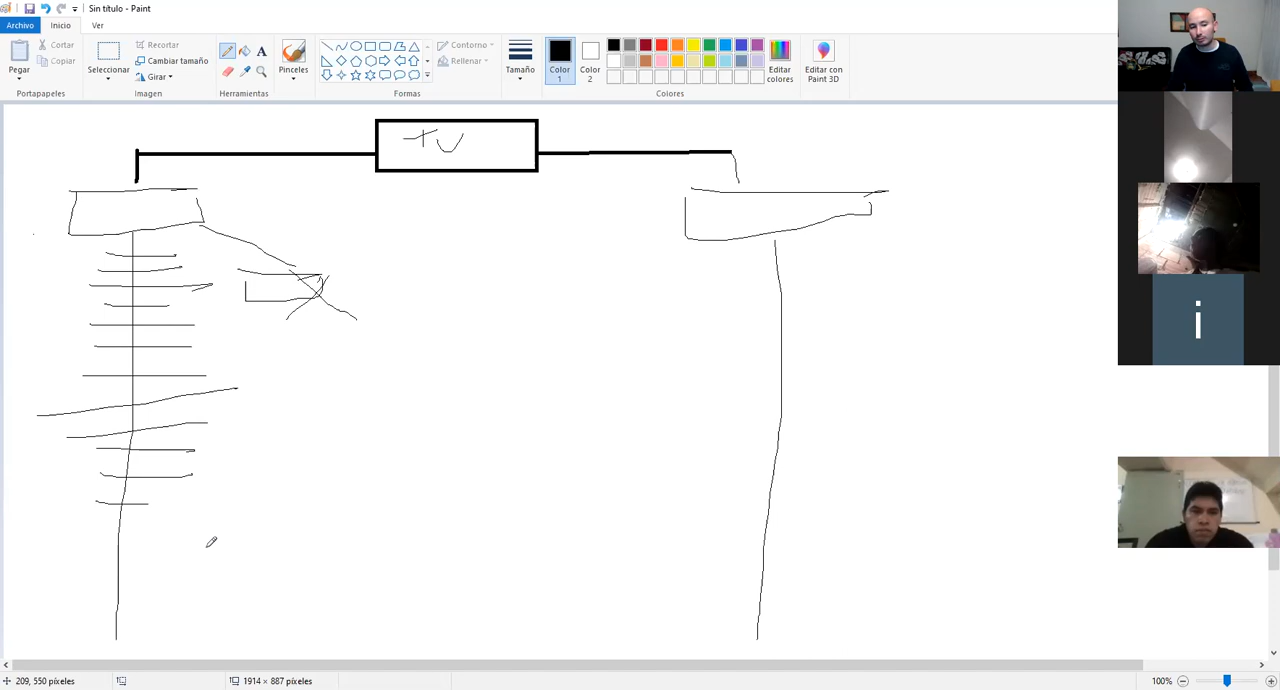 Sin título - Paint
Archivo Inicio Ver
Pegar
Cortar
Copiar
Portapapeles
Seleccionar
Recortar
Cambiar tamaño
Girar
Imagen
A
Herramientas
Pinceles
Contorno
Rellenar
Formas
Tamaño
Color 1
Color 2
Editar colores
Editar con Paint 3D
Colores
TU
i
209, 550 píxeles
1914 × 887 píxeles
100%